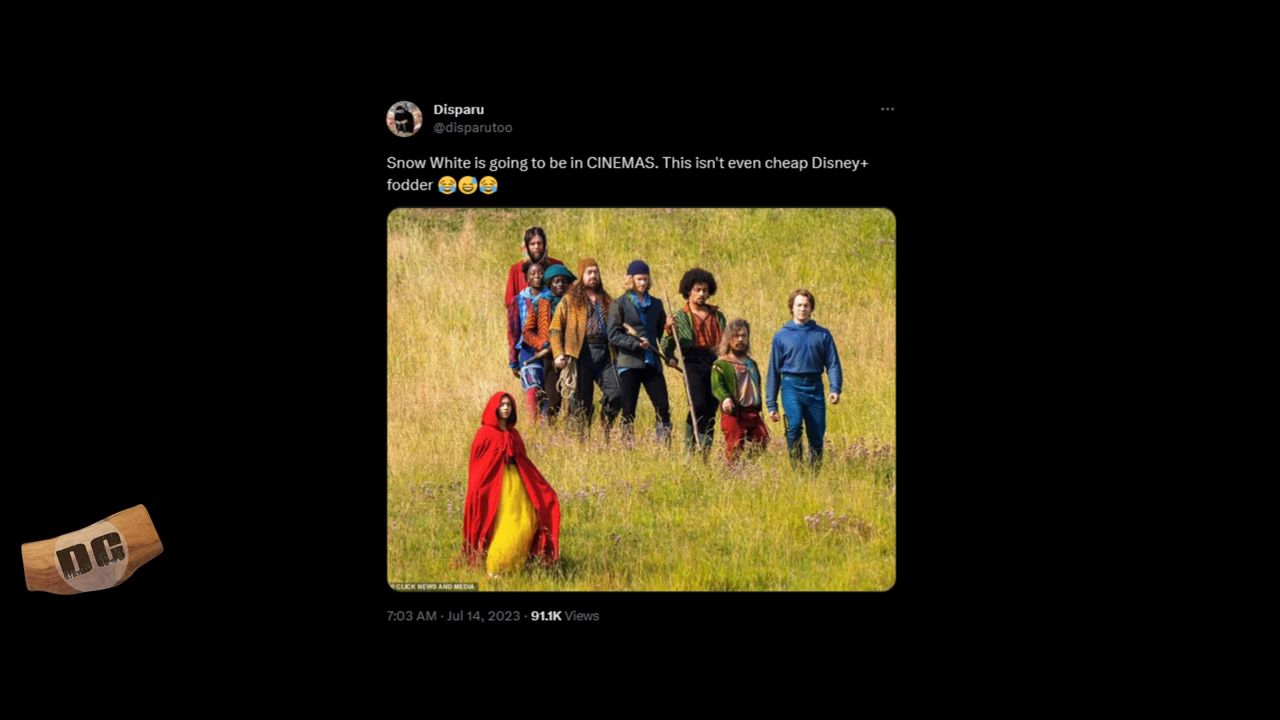 Disparu
@disparutoo
Snow White is going to be in CINEMAS. This isn't even cheap Disney+
fodder 😂😅😂
© CLICK NEWS AND MEDIA
7:03 AM · Jul 14, 2023 · 91.1K Views
DG